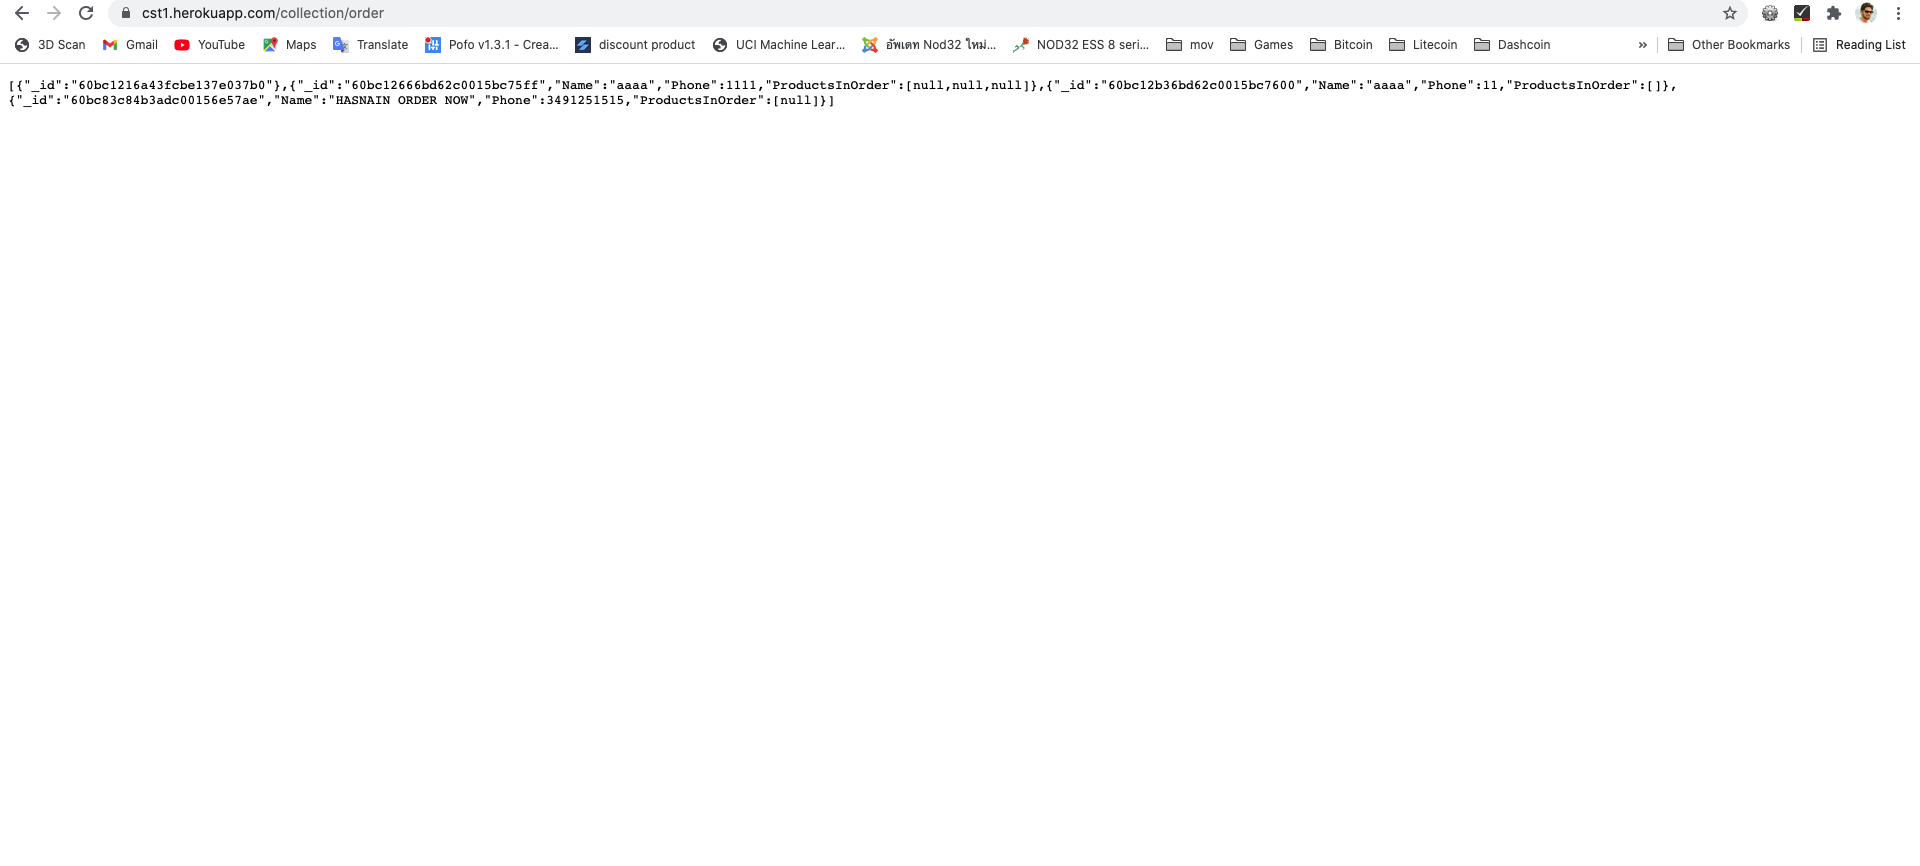 cst1.herokuapp.com/collection/order
3D Scan Gmail YouTube Maps Translate Pofo v1.3.1 - Crea... discount product UCI Machine Lear... อัพเดท Nod32 ใหม่... NOD32 ESS 8 seri... mov Games Bitcoin Litecoin Dashcoin » Other Bookmarks Reading List
[{"_id":"60bc1216a43fcbe137e037b0"},{"_id":"60bc12666bd62c0015bc75ff","Name":"aaaa","Phone":1111,"ProductsInOrder":[null,null,null]},{"_id":"60bc12b36bd62c0015bc7600","Name":"aaaa","Phone":11,"ProductsInOrder":[]},
{"_id":"60bc83c84b3adc00156e57ae","Name":"HASNAIN ORDER NOW","Phone":3491251515,"ProductsInOrder":[null]}]